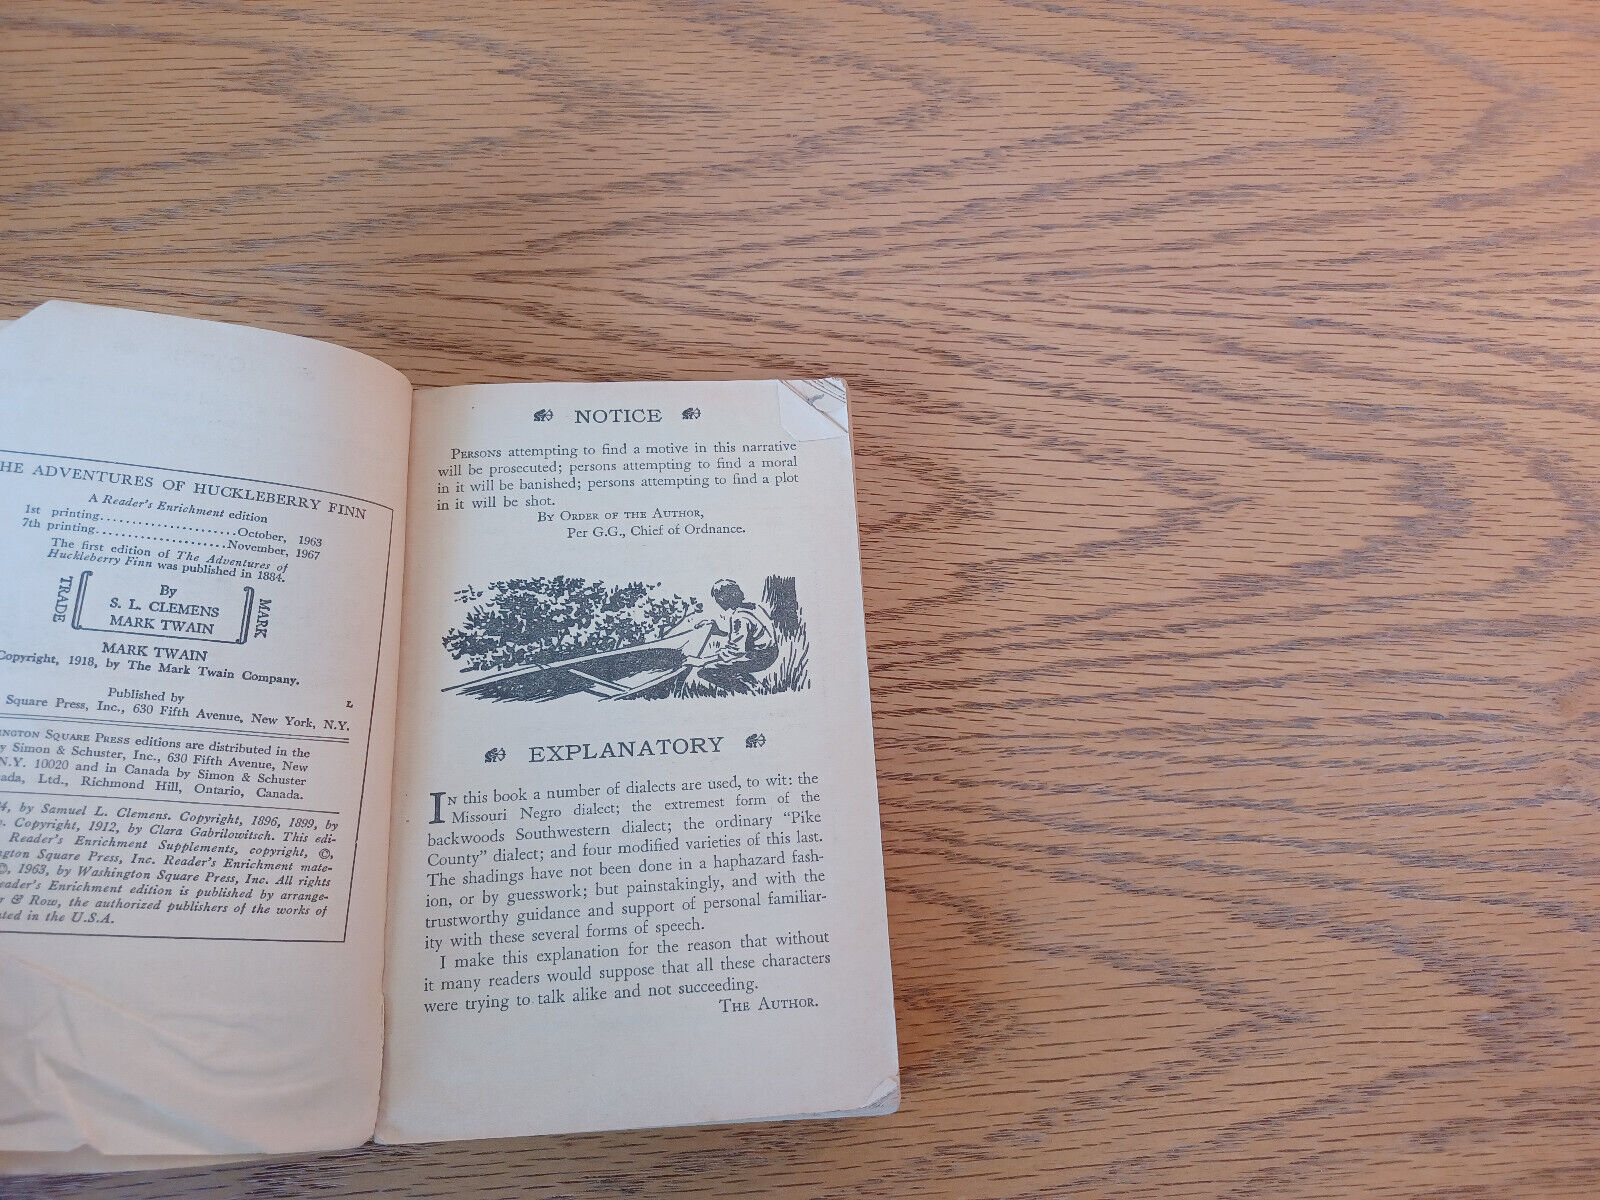 THE ADVENTURES OF HUCKLEBERRY FINN
A Reader's Enrichment edition
1st printing.....................October, 1963
7th printing.....................November, 1967
The first edition of The Adventures of
Huckleberry Finn was published in 1884.
TRADE
By
S. L. CLEMENS
MARK TWAIN
MARK
MARK TWAIN
Copyright, 1918, by The Mark Twain Company.
Published by
L
Square Press, Inc., 630 Fifth Avenue, New York, N.Y.
SQUARE PRESS editions are distributed in the
Simon & Schuster, Inc., 630 Fifth Avenue, New
N.Y. 10020 and in Canada by Simon & Schuster
Ltd., Richmond Hill, Ontario, Canada.
by Samuel L. Clemens. Copyright, 1896, 1899, by
Copyright, 1912, by Clara Gabrilowitsch. This edi-
Reader's Enrichment Supplements, copyright, ©,
Square Press, Inc. Reader's Enrichment mate-
©, 1963, by Washington Square Press, Inc. All rights
Reader's Enrichment edition is published by arrange-
& Row, the authorized publishers of the works of
in the U.S.A.
NOTICE
PERSONS attempting to find a motive in this narrative
will be prosecuted; persons attempting to find a moral
in it will be banished; persons attempting to find a plot
in it will be shot.
BY ORDER OF THE AUTHOR,
Per G.G., Chief of Ordnance.
EXPLANATORY
IN this book a number of dialects are used, to wit: the
Missouri Negro dialect; the extremest form of the
backwoods Southwestern dialect; the ordinary "Pike
County" dialect; and four modified varieties of this last.
The shadings have not been done in a haphazard fash-
ion, or by guesswork; but painstakingly, and with the
trustworthy guidance and support of personal familiar-
ity with these several forms of speech.
I make this explanation for the reason that without
it many readers would suppose that all these characters
were trying to talk alike and not succeeding.
THE AUTHOR.